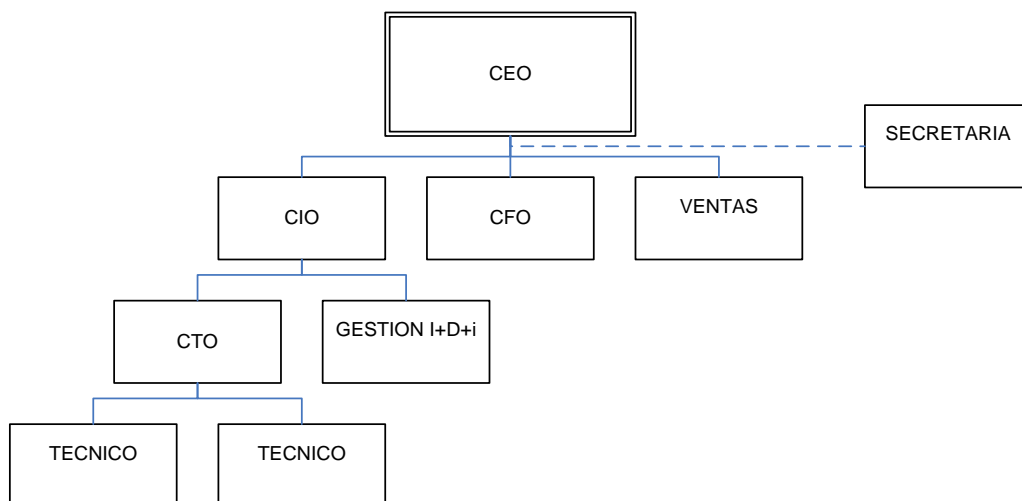 CEO
SECRETARIA
CIO
CFO
VENTAS
CTO
GESTION I+D+i
TECNICO
TECNICO